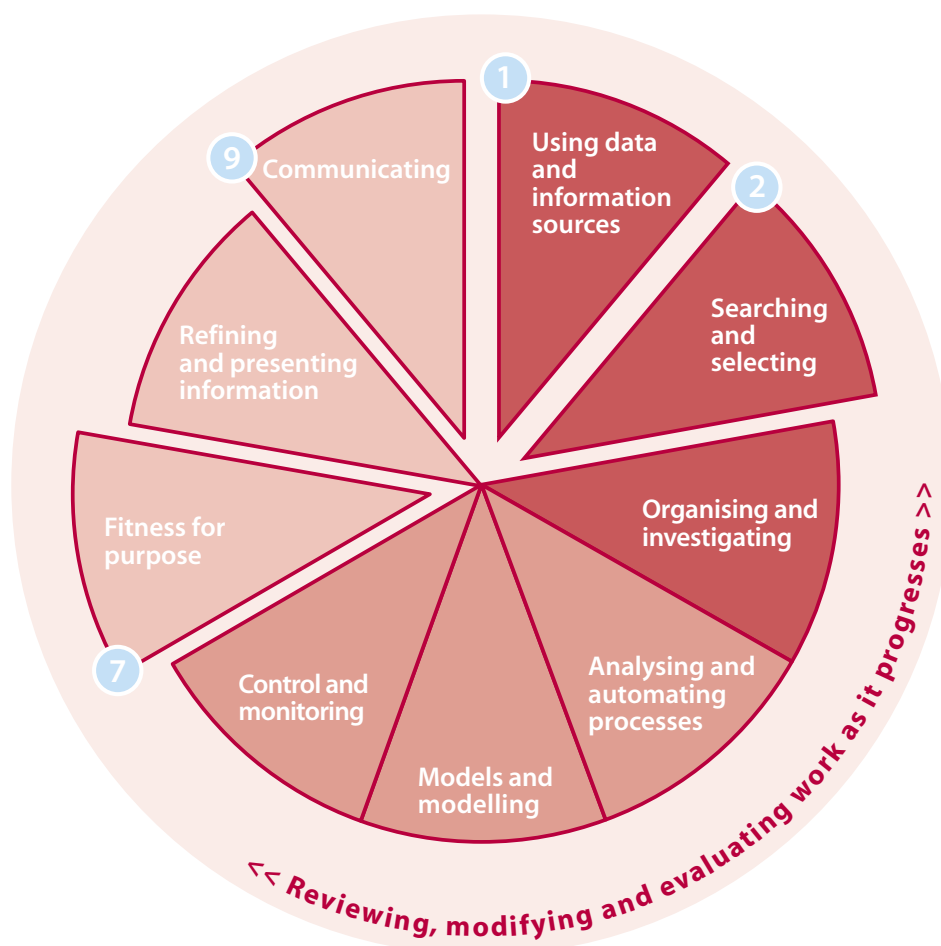 1
Using data
and
information
sources
2
Searching
and
selecting
Organising and
investigating
Analysing and
automating
processes
Models and
modelling
Control and
monitoring
7
Fitness for
purpose
Refining
and presenting
information
9
Communicating
<< Reviewing, modifying and evaluating work as it progresses >>